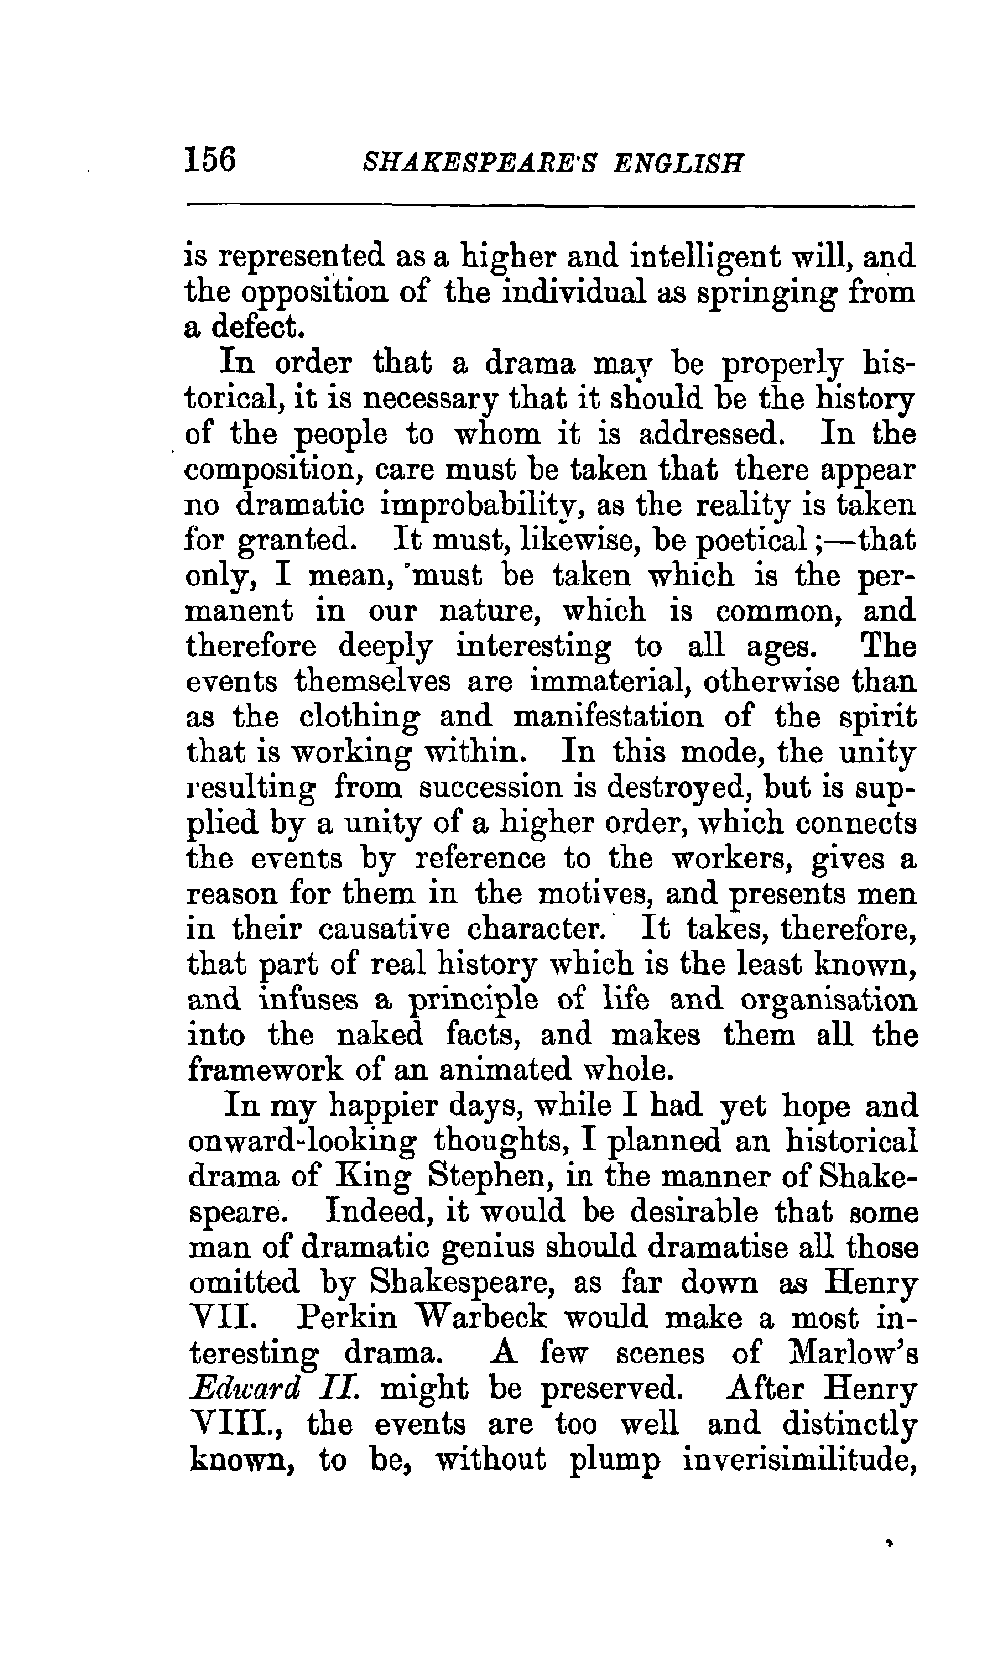 156 SHAKESPEARE'S ENGLISH
is represented as a higher and intelligent will, and
the opposition of the individual as springing from
a defect.
In order that a drama may be properly his-
torical, it is necessary that it should be the history
of the people to whom it is addressed. In the
composition, care must be taken that there appear
no dramatic improbability, as the reality is taken
for granted. It must, likewise, be poetical ;—that
only, I mean, must be taken which is the per-
manent in our nature, which is common, and
therefore deeply interesting to all ages. The
events themselves are immaterial, otherwise than
as the clothing and manifestation of the spirit
that is working within. In this mode, the unity
resulting from succession is destroyed, but is sup-
plied by a unity of a higher order, which connects
the events by reference to the workers, gives a
reason for them in the motives, and presents men
in their causative character. It takes, therefore,
that part of real history which is the least known,
and infuses a principle of life and organisation
into the naked facts, and makes them all the
framework of an animated whole.
In my happier days, while I had yet hope and
onward-looking thoughts, I planned an historical
drama of King Stephen, in the manner of Shake-
speare. Indeed, it would be desirable that some
man of dramatic genius should dramatise all those
omitted by Shakespeare, as far down as Henry
VII. Perkin Warbeck would make a most in-
teresting drama. A few scenes of Marlow's
Edward II. might be preserved. After Henry
VIII., the events are too well and distinctly
known, to be, without plump inverisimilitude,